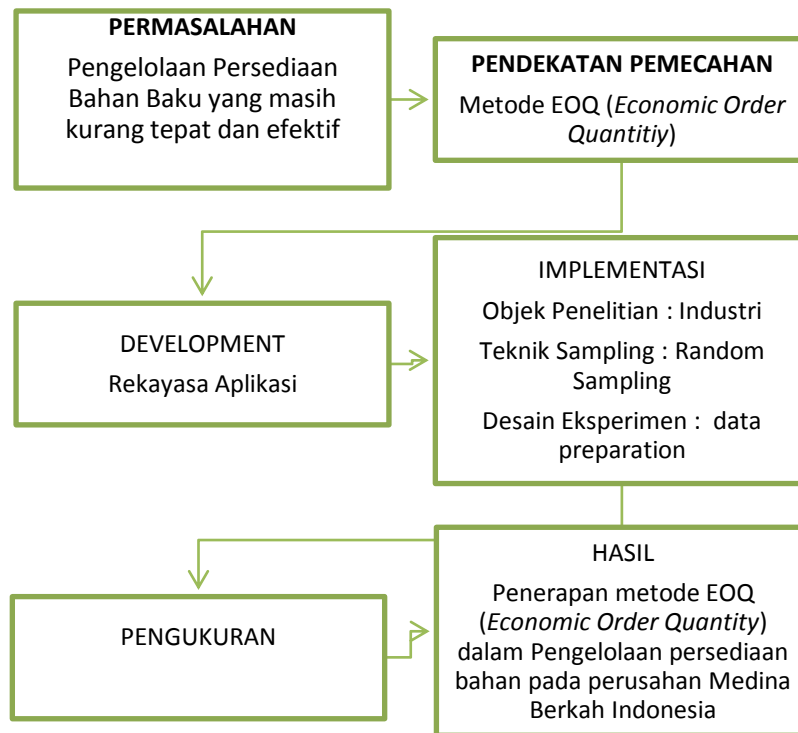 PERMASALAHAN
Pengelolaan Persediaan
Bahan Baku yang masih
kurang tepat dan efektif
PENDEKATAN PEMECAHAN
Metode EOQ (Economic Order
Quantitiy)
DEVELOPMENT
Rekayasa Aplikasi
IMPLEMENTASI
Objek Penelitian : Industri
Teknik Sampling : Random
Sampling
Desain Eksperimen : data
preparation
PENGUKURAN
HASIL
Penerapan metode EOQ
(Economic Order Quantity)
dalam Pengelolaan persediaan
bahan pada perusahan Medina
Berkah Indonesia